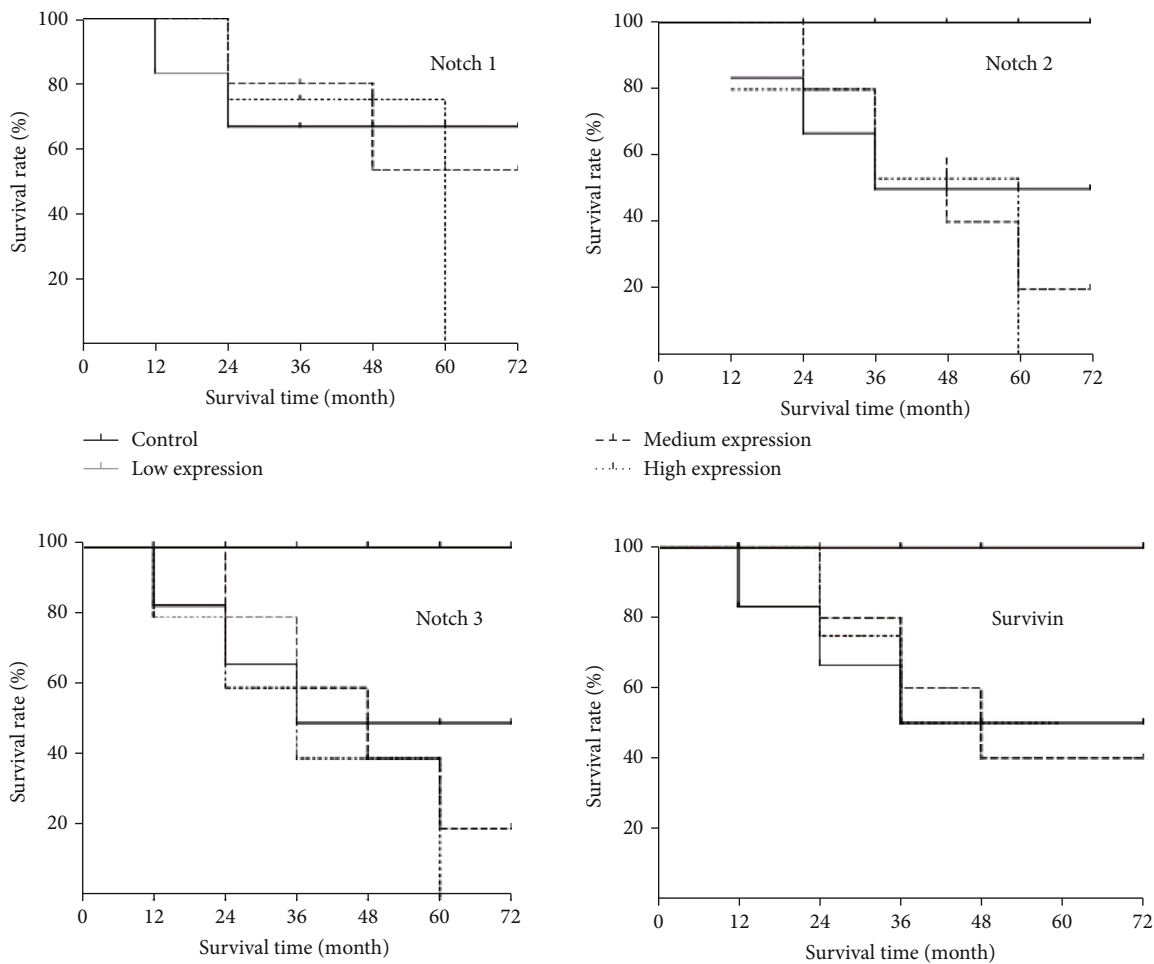 Notch 1
Survival rate (%)
100
80
60
40
20
0 12 24 36 48 60 72
Survival time (month)
Notch 2
Survival rate (%)
100
80
60
40
20
0 12 24 36 48 60 72
Survival time (month)
Control
Low expression
Medium expression
High expression
Notch 3
Survival rate (%)
100
80
60
40
20
0 12 24 36 48 60 72
Survival time (month)
Survivin
Survival rate (%)
100
80
60
40
20
0 12 24 36 48 60 72
Survival time (month)